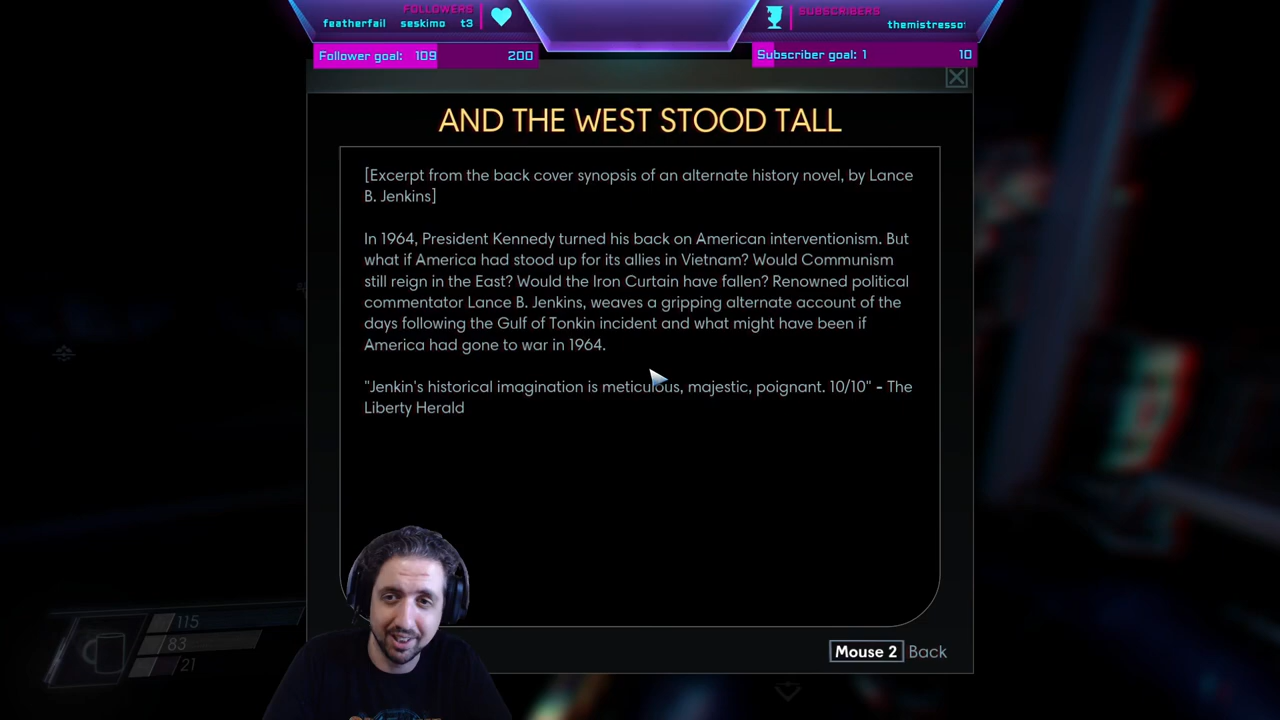 FOLLOWERS
featherfail seskimo t3
SUBSCRIBERS
themistresso
Follower goal: 109 200
Subscriber goal: 1 10
AND THE WEST STOOD TALL
[Excerpt from the back cover synopsis of an alternate history novel, by Lance
B. Jenkins]
In 1964, President Kennedy turned his back on American interventionism. But
what if America had stood up for its allies in Vietnam? Would Communism
still reign in the East? Would the Iron Curtain have fallen? Renowned political
commentator Lance B. Jenkins, weaves a gripping alternate account of the
days following the Gulf of Tonkin incident and what might have been if
America had gone to war in 1964.
"Jenkin's historical imagination is meticulous, majestic, poignant. 10/10" - The
Liberty Herald
115
83
21
Mouse 2 Back